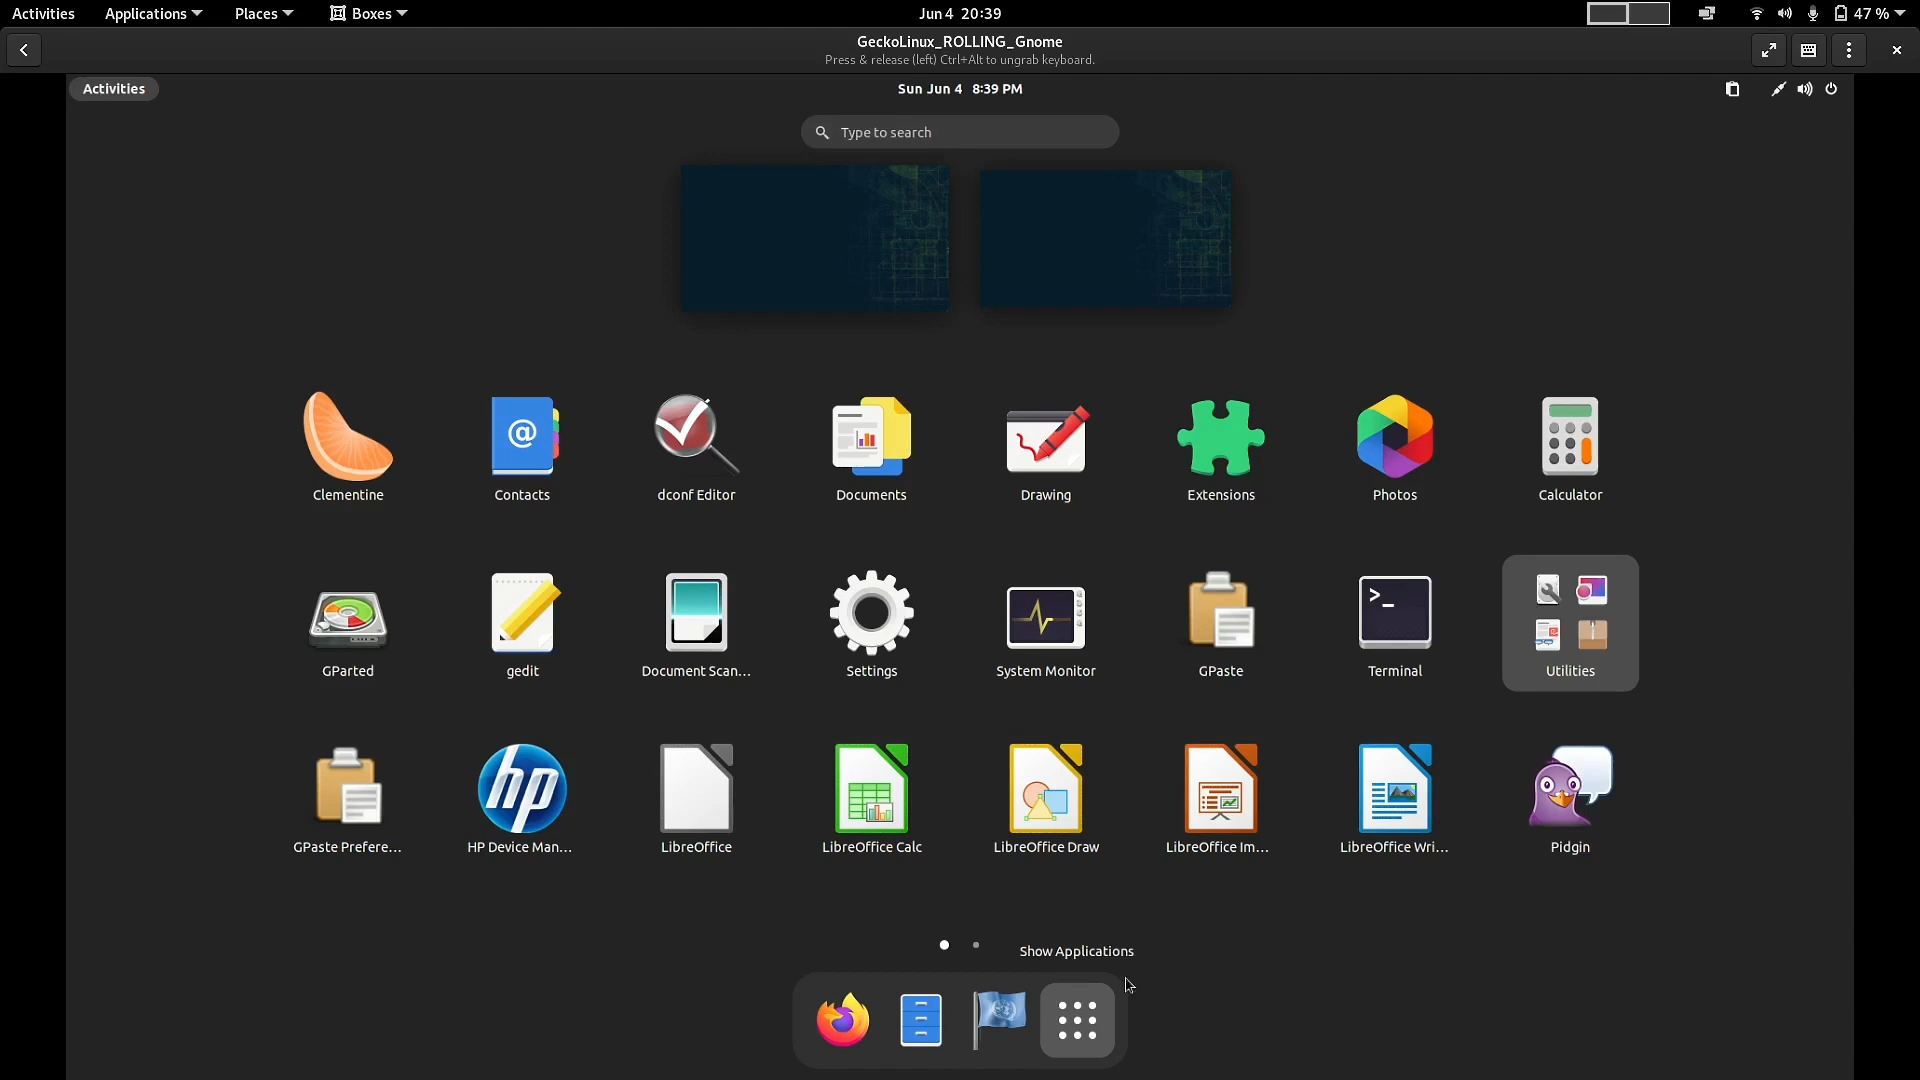 Activities Applications Places Boxes Jun 4 20:39 47 %
GeckoLinux_ROLLING_Gnome
Press & release (left) Ctrl+Alt to ungrab keyboard.
Activities Sun Jun 4 8:39 PM
Type to search
Clementine Contacts dconf Editor Documents Drawing Extensions Photos Calculator
GParted gedit Document Scan... Settings System Monitor GPaste Terminal Utilities
GPaste Prefere... HP Device Man... LibreOffice LibreOffice Calc LibreOffice Draw LibreOffice Im... LibreOffice Wri... Pidgin
Show Applications